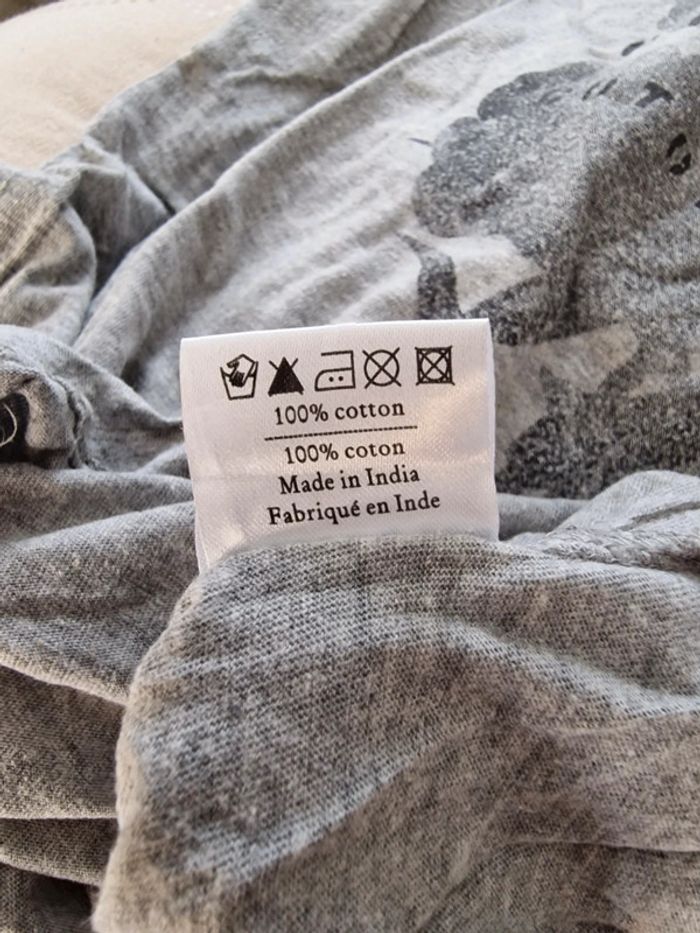 100% cotton
100% coton
Made in India
Fabriqué en Inde